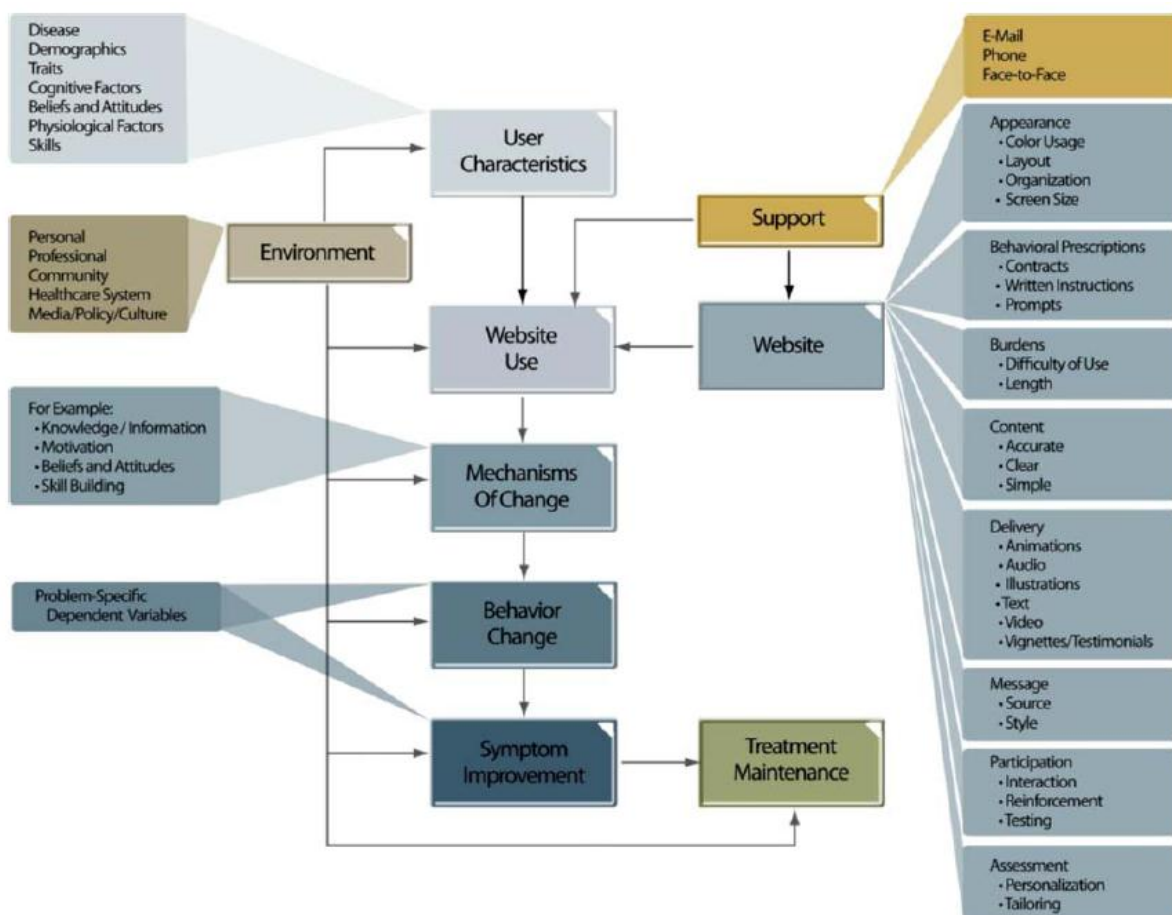 Disease
Demographics
Traits
Cognitive Factors
Beliefs and Attitudes
Physiological Factors
Skills
User
Characteristics
Personal
Professional
Community
Healthcare System
Media/Policy/Culture
Environment
Support
E-Mail
Phone
Face-to-Face
Website
Use
Website
For Example:
• Knowledge / Information
• Motivation
• Beliefs and Attitudes
• Skill Building
Mechanisms
Of Change
Problem-Specific
Dependent Variables
Behavior
Change
Symptom
Improvement
Treatment
Maintenance
Appearance
• Color Usage
• Layout
• Organization
• Screen Size
Behavioral Prescriptions
• Contracts
• Written Instructions
• Prompts
Burdens
• Difficulty of Use
• Length
Content
• Accurate
• Clear
• Simple
Delivery
• Animations
• Audio
• Illustrations
• Text
• Video
• Vignettes/Testimonials
Message
• Source
• Style
Participation
• Interaction
• Reinforcement
• Testing
Assessment
• Personalization
• Tailoring